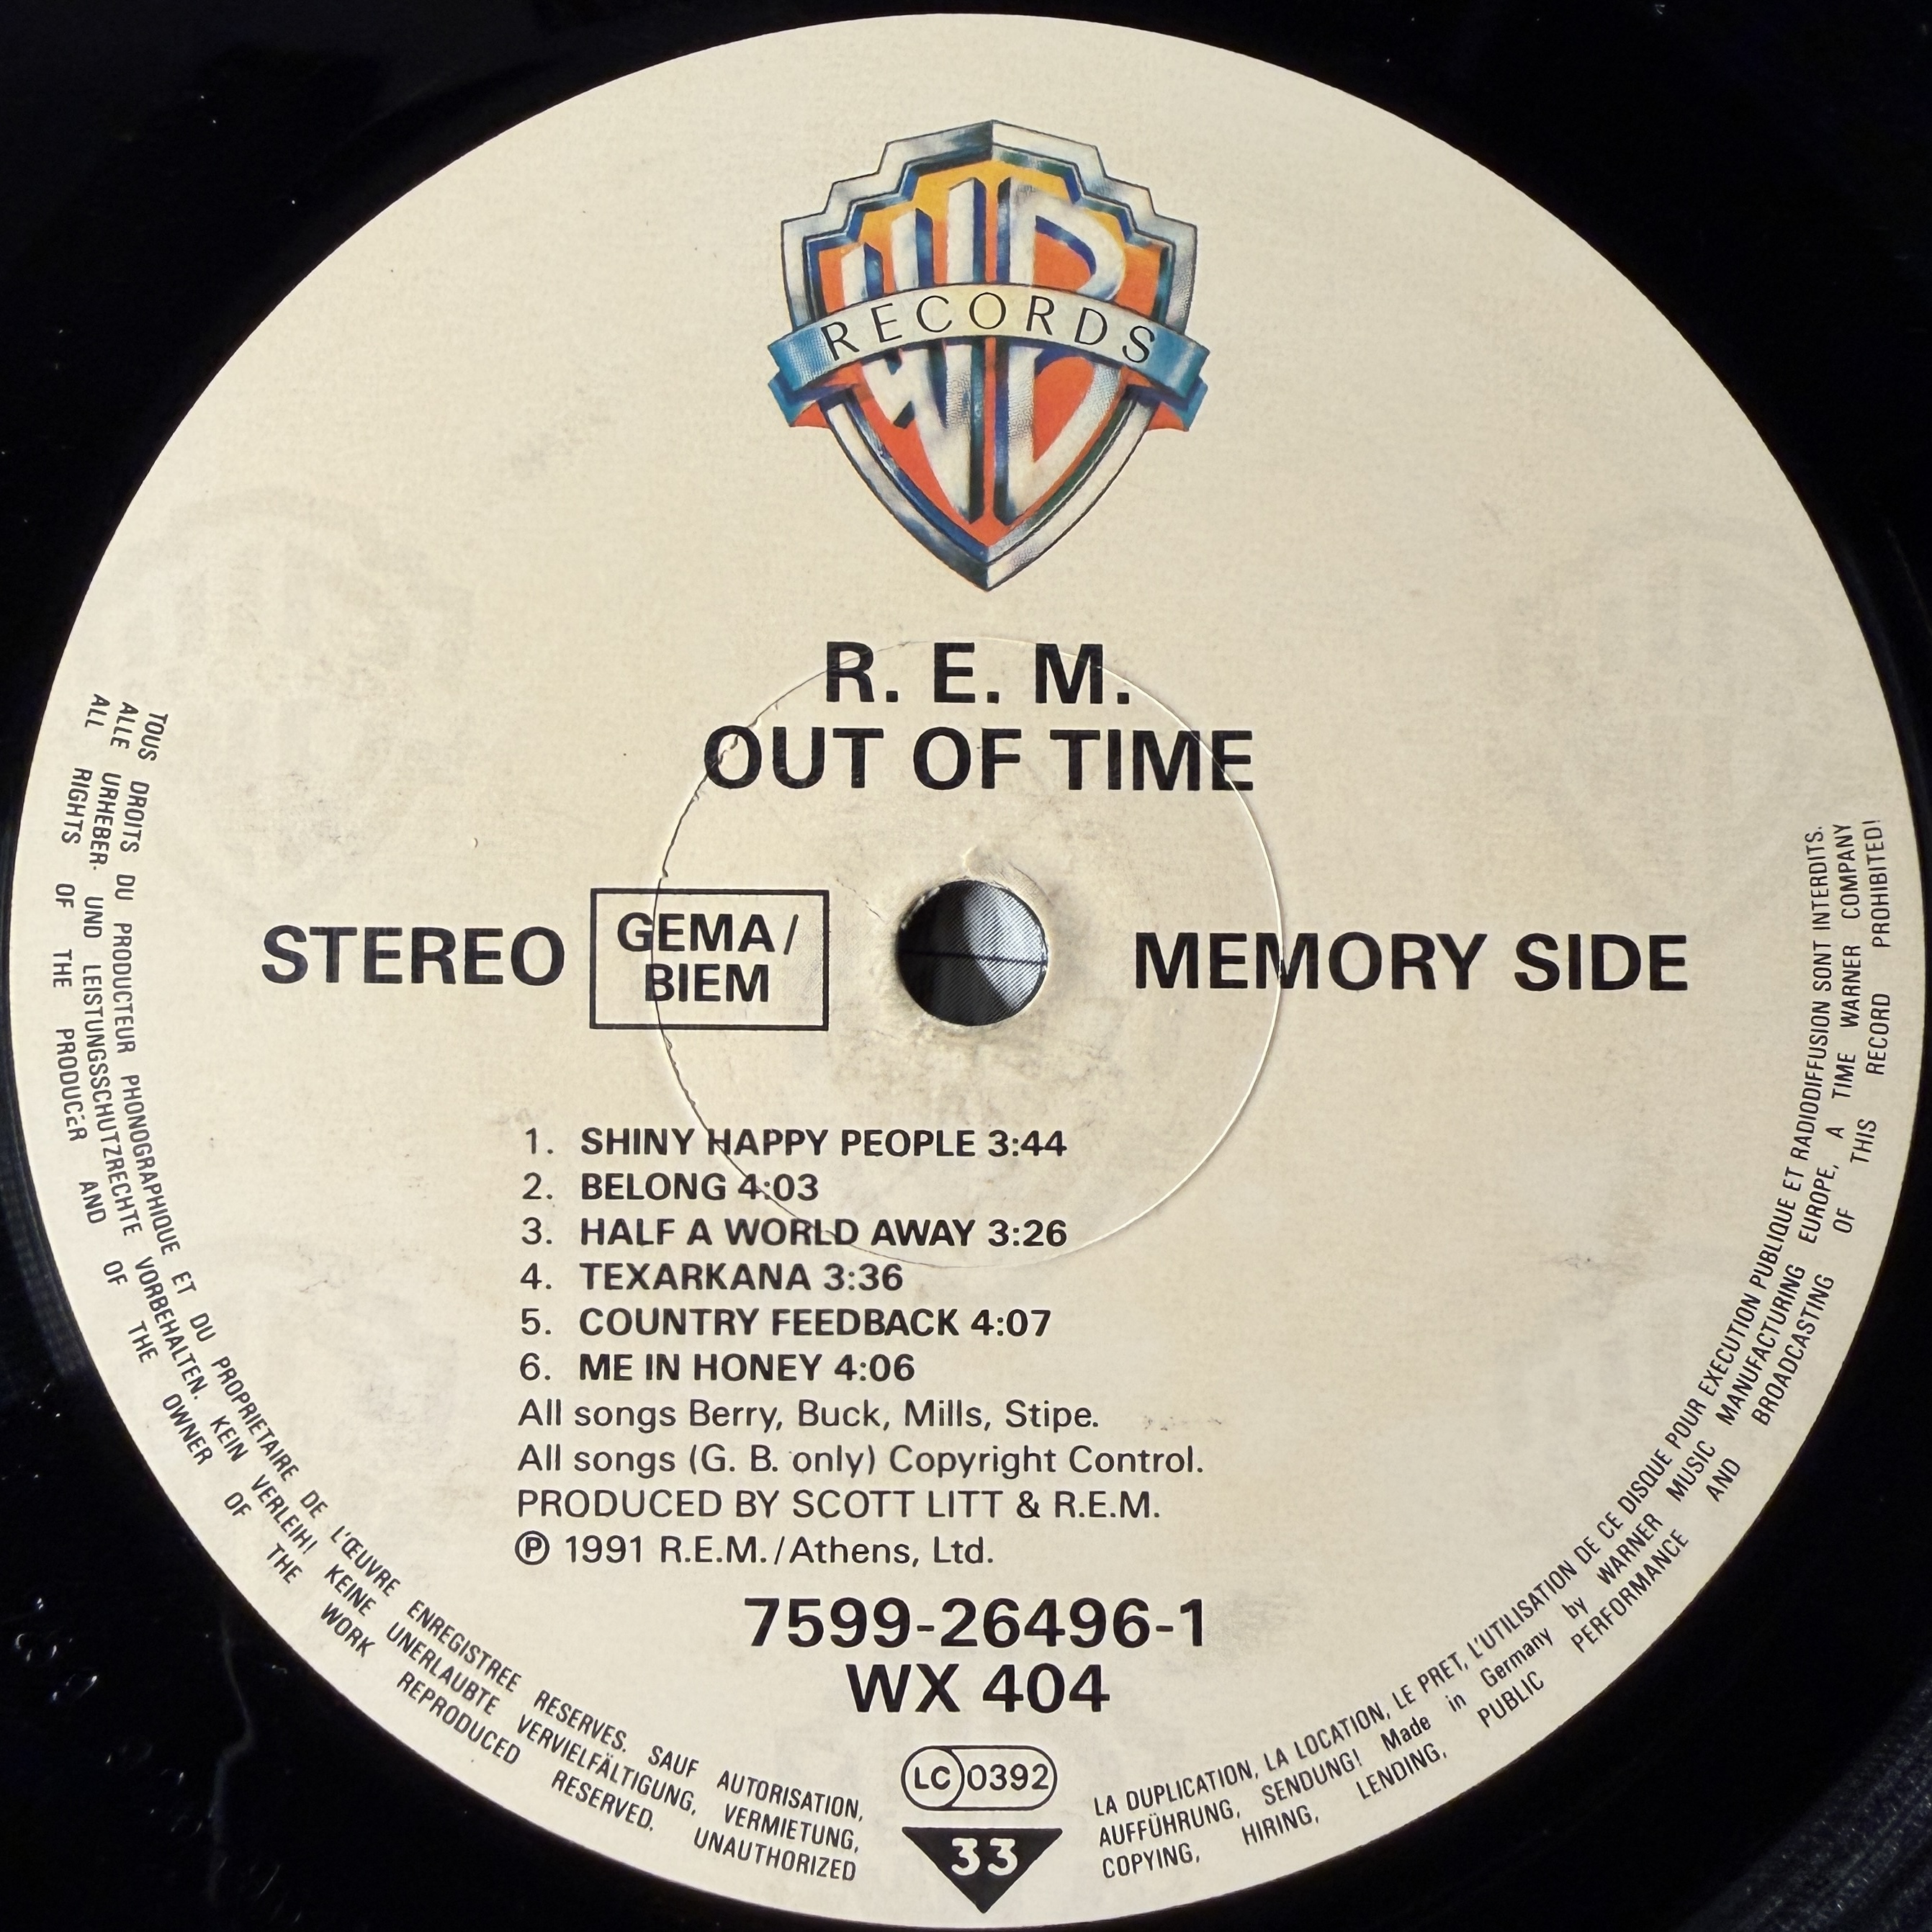 WB
RECORDS
R. E. M.
OUT OF TIME
STEREO
GEMA/
BIEM
MEMORY SIDE
1. SHINY HAPPY PEOPLE 3:44
2. BELONG 4:03
3. HALF A WORLD AWAY 3:26
4. TEXARKANA 3:36
5. COUNTRY FEEDBACK 4:07
6. ME IN HONEY 4:06
All songs Berry, Buck, Mills, Stipe.
All songs (G. B. only) Copyright Control.
PRODUCED BY SCOTT LITT & R.E.M.
℗ 1991 R.E.M./Athens, Ltd.
7599-26496-1
WX 404
LC 0392
33
TOUS DROITS DU PRODUCTEUR PHONOGRAPHIQUE ET DU PROPRIETAIRE DE L'ŒUVRE ENREGISTREE RESERVES. SAUF AUTORISATION, LA DUPLICATION, LA LOCATION, LE PRET, L'UTILISATION DE CE DISQUE POUR EXECUTION PUBLIQUE ET RADIODIFFUSION SONT INTERDITS.
ALLE URHEBER- UND LEISTUNGSSCHUTZRECHTE VORBEHALTEN. KEIN VERLEIH! KEINE UNERLAUBTE VERVIELFÄLTIGUNG, VERMIETUNG, AUFFÜHRUNG, SENDUNG! Made in Germany by WARNER MUSIC MANUFACTURING EUROPE, A TIME WARNER COMPANY
ALL RIGHTS OF THE PRODUCER AND OF THE OWNER OF THE WORK REPRODUCED RESERVED. UNAUTHORIZED COPYING, HIRING, LENDING, PUBLIC PERFORMANCE AND BROADCASTING OF THIS RECORD PROHIBITED!